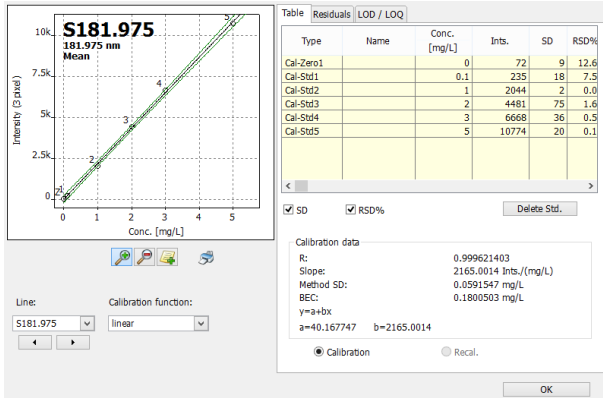 S181.975
181.975 nm
Mean
Intensity (3 pixel)
10k
7.5k
5k
2.5k
0
Z
1
2
3
4
5
0 1 2 3 4 5
Conc. [mg/L]
Line: Calibration function:
S181.975 linear
Table Residuals LOD / LOQ
Type Name Conc. [mg/L] Ints. SD RSD%
Cal-Zero1 0 72 9 12.6
Cal-Std1 0.1 235 18 7.5
Cal-Std2 1 2044 2 0.0
Cal-Std3 2 4481 75 1.6
Cal-Std4 3 6668 36 0.5
Cal-Std5 5 10774 20 0.1
SD RSD% Delete Std.
Calibration data
R: 0.999621403
Slope: 2165.0014 Ints./(mg/L)
Method SD: 0.0591547 mg/L
BEC: 0.1800503 mg/L
y=a+bx
a=40.167747 b=2165.0014
Calibration Recal.
OK